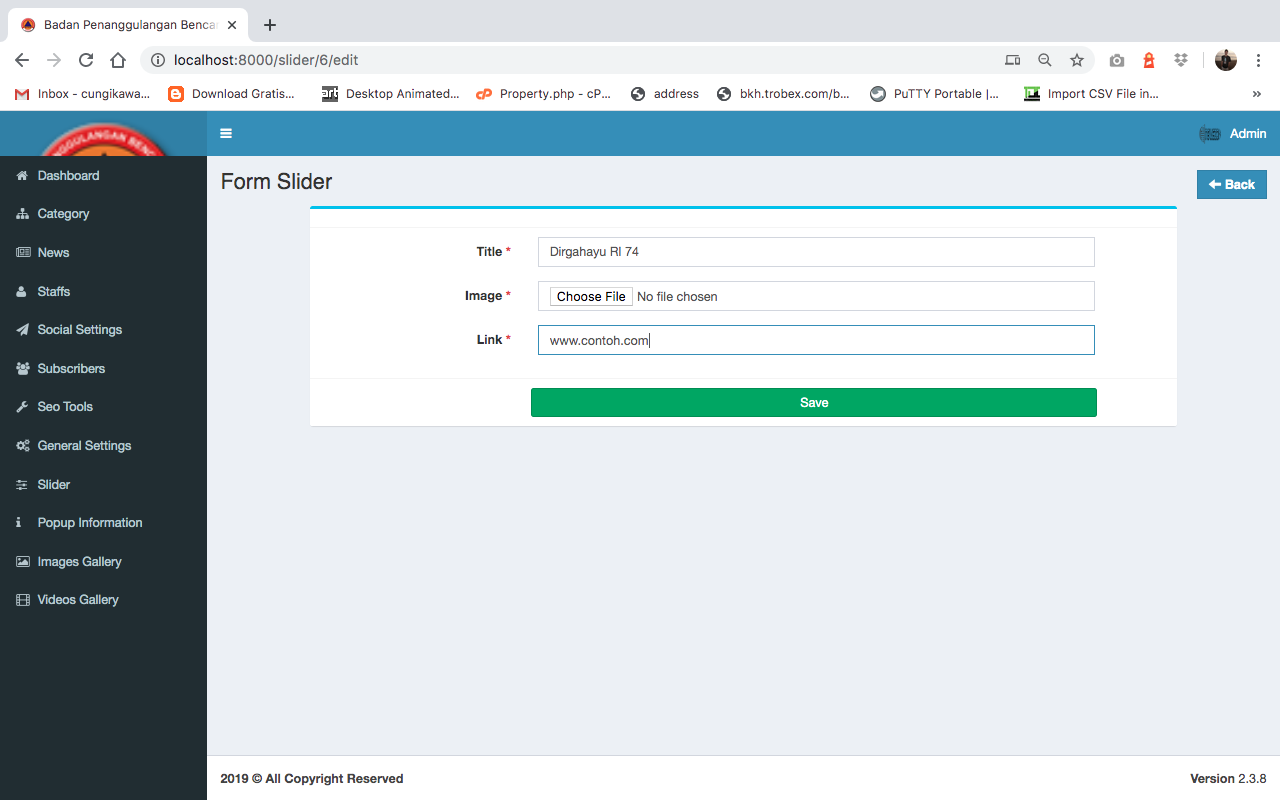 Badan Penanggulangan Benca
localhost:8000/slider/6/edit
Inbox - cungikawa... Download Gratis... Desktop Animated... Property.php - cP... address bkh.trobex.com/b... PuTTY Portable |... Import CSV File in... »
NGGULANGAN BENC
Admin
Form Slider
Back
Dashboard
Category
News
Staffs
Social Settings
Subscribers
Seo Tools
General Settings
Slider
Popup Information
Images Gallery
Videos Gallery
Title * Dirgahayu RI 74
Image * Choose File No file chosen
Link * www.contoh.com
Save
2019 © All Copyright Reserved
Version 2.3.8